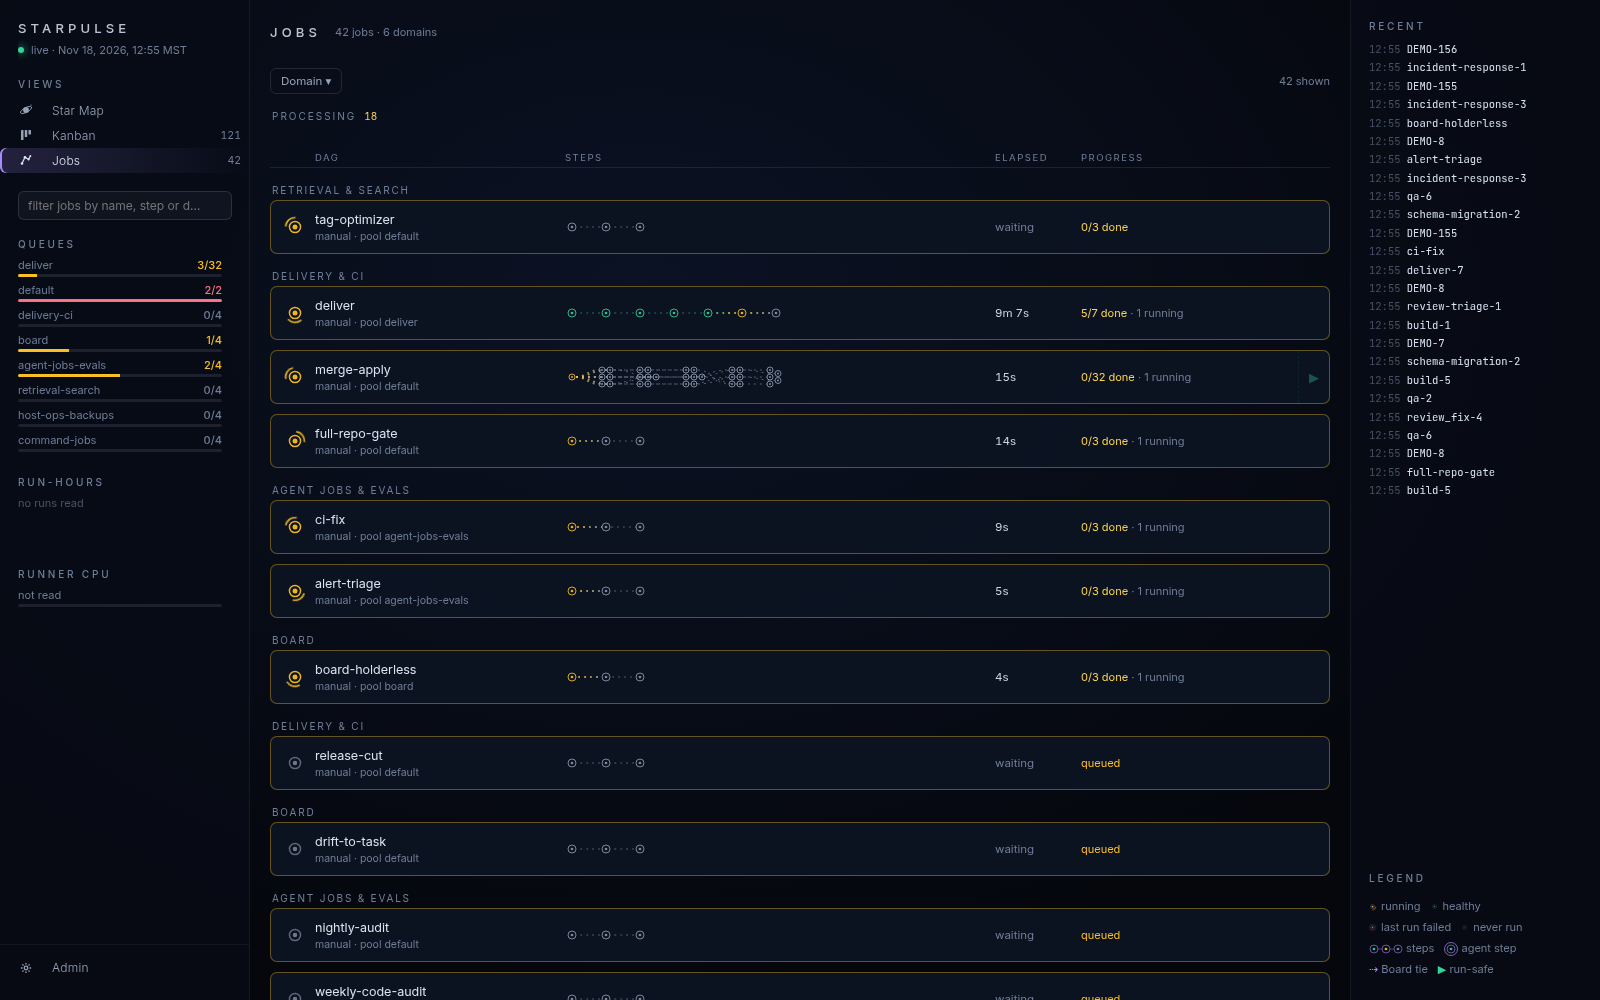 STARPULSE
live · Nov 18, 2026, 12:55 MST
VIEWS
Star Map
Kanban 121
Jobs 42
filter jobs by name, step or d...
QUEUES
deliver 3/32
default 2/2
delivery-ci 0/4
board 1/4
agent-jobs-evals 2/4
retrieval-search 0/4
host-ops-backups 0/4
command-jobs 0/4
RUN-HOURS
no runs read
RUNNER CPU
not read
Admin
JOBS 42 jobs · 6 domains
Domain ▾ 42 shown
PROCESSING 18
DAG STEPS ELAPSED PROGRESS
RETRIEVAL & SEARCH
tag-optimizer
manual · pool default
waiting 0/3 done
DELIVERY & CI
deliver
manual · pool deliver
9m 7s 5/7 done · 1 running
merge-apply
manual · pool default
15s 0/32 done · 1 running
full-repo-gate
manual · pool default
14s 0/3 done · 1 running
AGENT JOBS & EVALS
ci-fix
manual · pool agent-jobs-evals
9s 0/3 done · 1 running
alert-triage
manual · pool agent-jobs-evals
5s 0/3 done · 1 running
BOARD
board-holderless
manual · pool board
4s 0/3 done · 1 running
DELIVERY & CI
release-cut
manual · pool default
waiting queued
BOARD
drift-to-task
manual · pool default
waiting queued
AGENT JOBS & EVALS
nightly-audit
manual · pool default
waiting queued
weekly-code-audit
waiting queued
RECENT
12:55 DEMO-156
12:55 incident-response-1
12:55 DEMO-155
12:55 incident-response-3
12:55 board-holderless
12:55 DEMO-8
12:55 alert-triage
12:55 incident-response-3
12:55 qa-6
12:55 schema-migration-2
12:55 DEMO-155
12:55 ci-fix
12:55 deliver-7
12:55 DEMO-8
12:55 review-triage-1
12:55 build-1
12:55 DEMO-7
12:55 schema-migration-2
12:55 build-5
12:55 qa-2
12:55 review_fix-4
12:55 qa-6
12:55 DEMO-8
12:55 full-repo-gate
12:55 build-5
LEGEND
running healthy
last run failed never run
steps agent step
⇢ Board tie ▶ run-safe